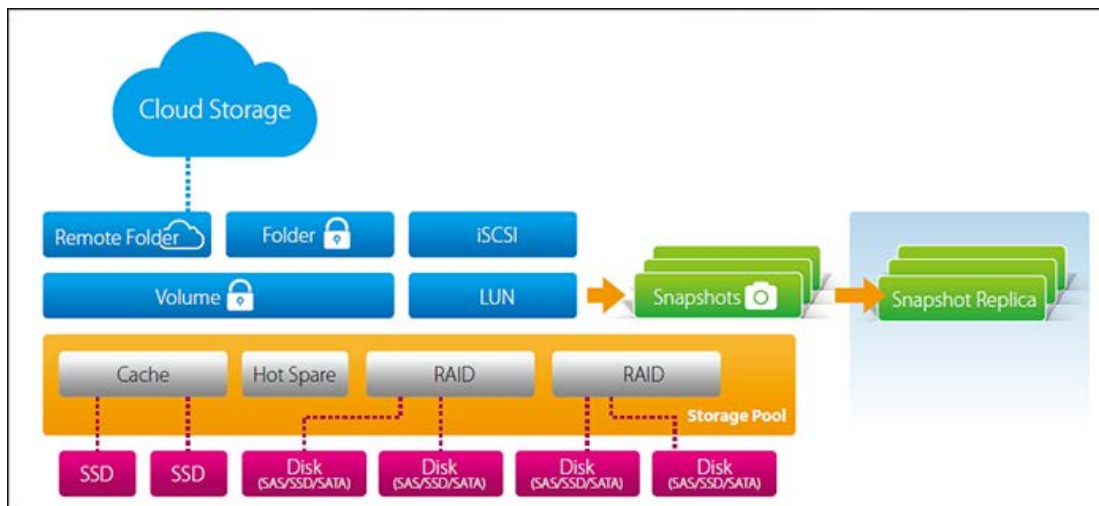 Cloud Storage
Remote Folder
Folder
iSCSI
Volume
LUN
Snapshots
Snapshot Replica
Cache
Hot Spare
RAID
RAID
Storage Pool
SSD
SSD
Disk
(SAS/SSD/SATA)
Disk
(SAS/SSD/SATA)
Disk
(SAS/SSD/SATA)
Disk
(SAS/SSD/SATA)